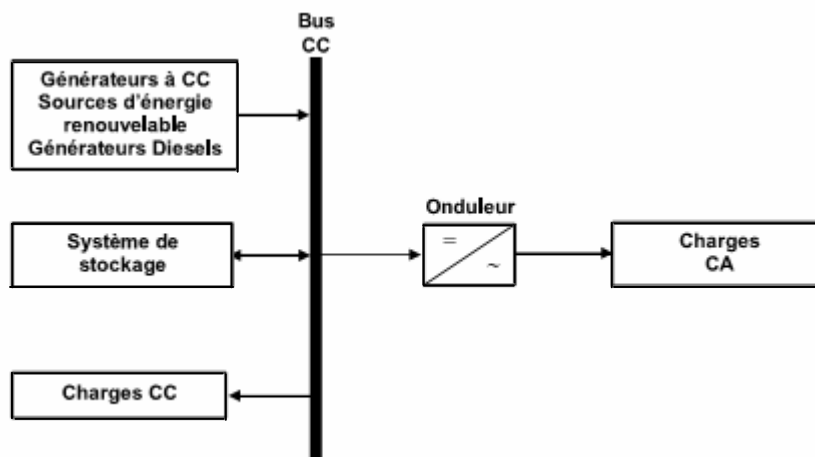 Bus
CC
Générateurs à CC
Sources d'énergie
renouvelable
Générateurs Diesels
Système de
stockage
Charges CC
Onduleur
=
~
Charges
CA